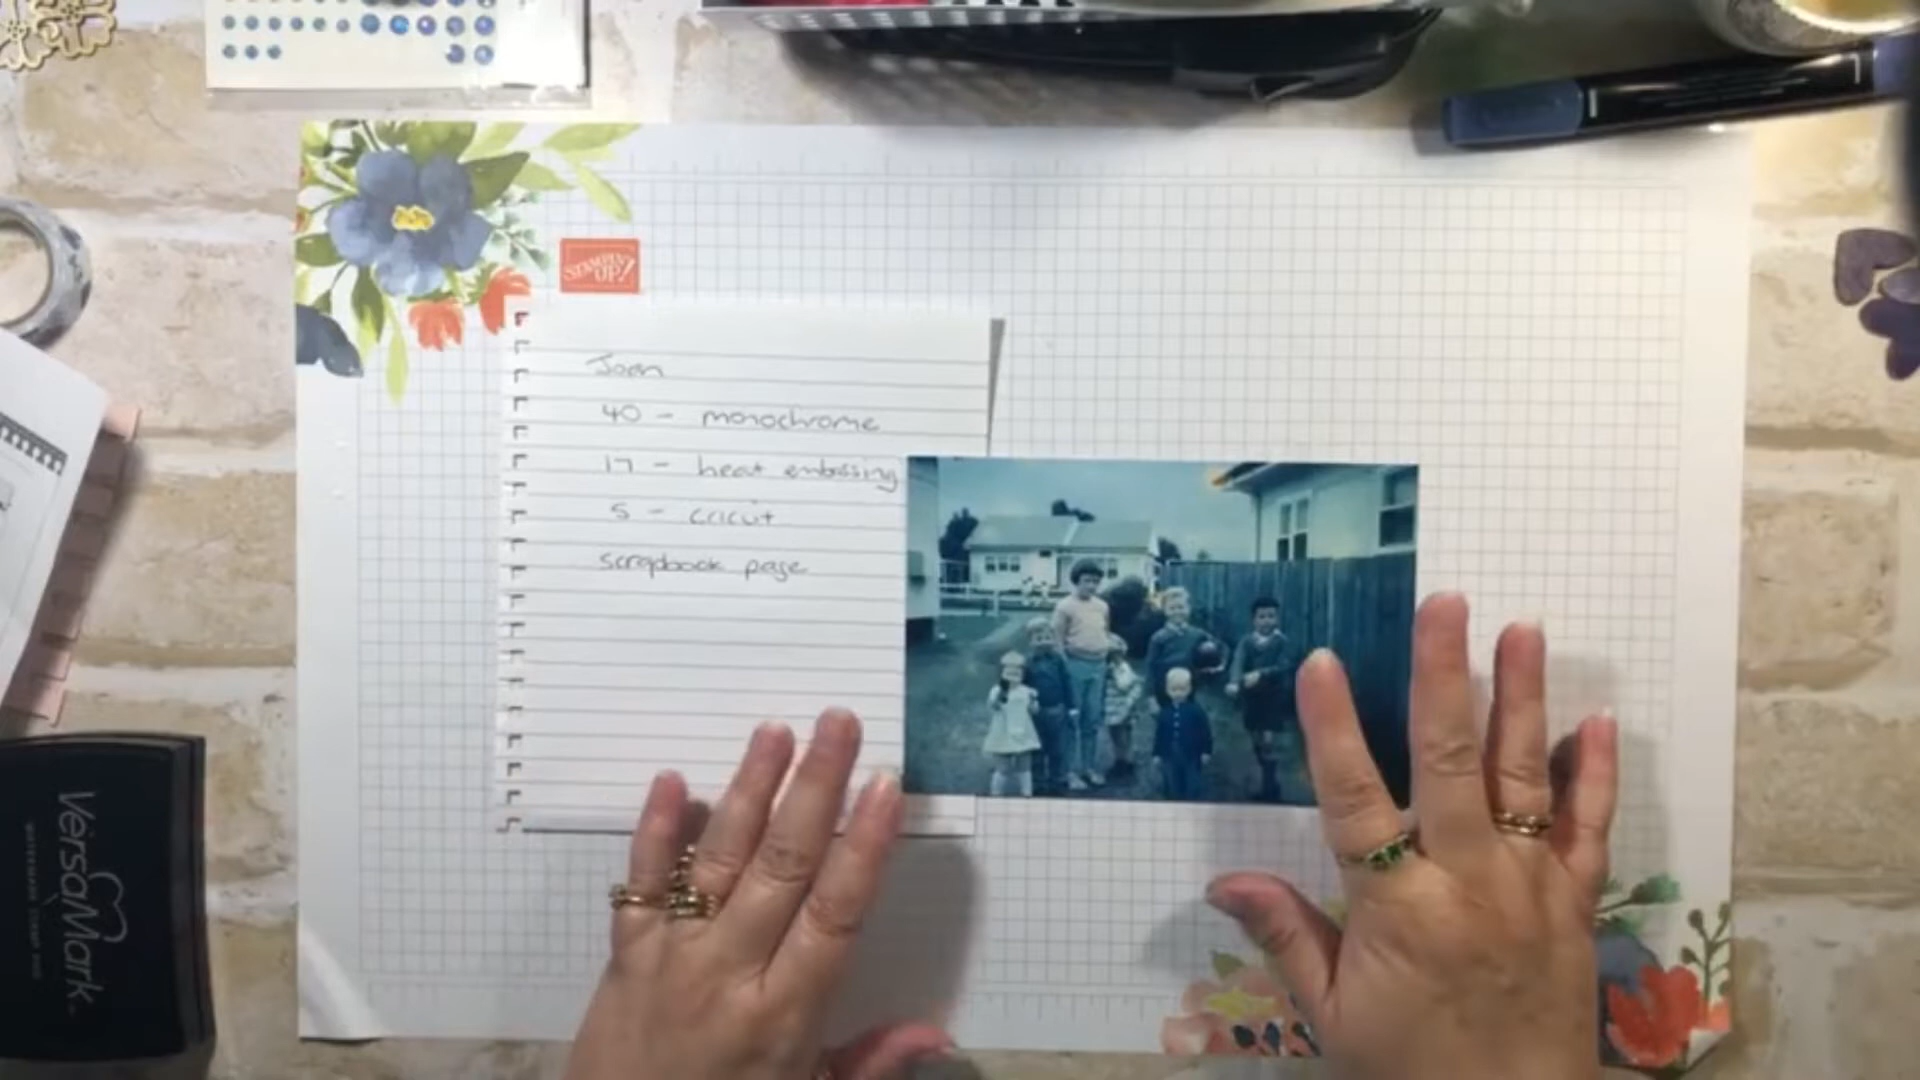 STAMPIN'
UP!
Joan
40 - monochrome
17 - heat embossing
5 - cricut
scrapbook page
VersaMark